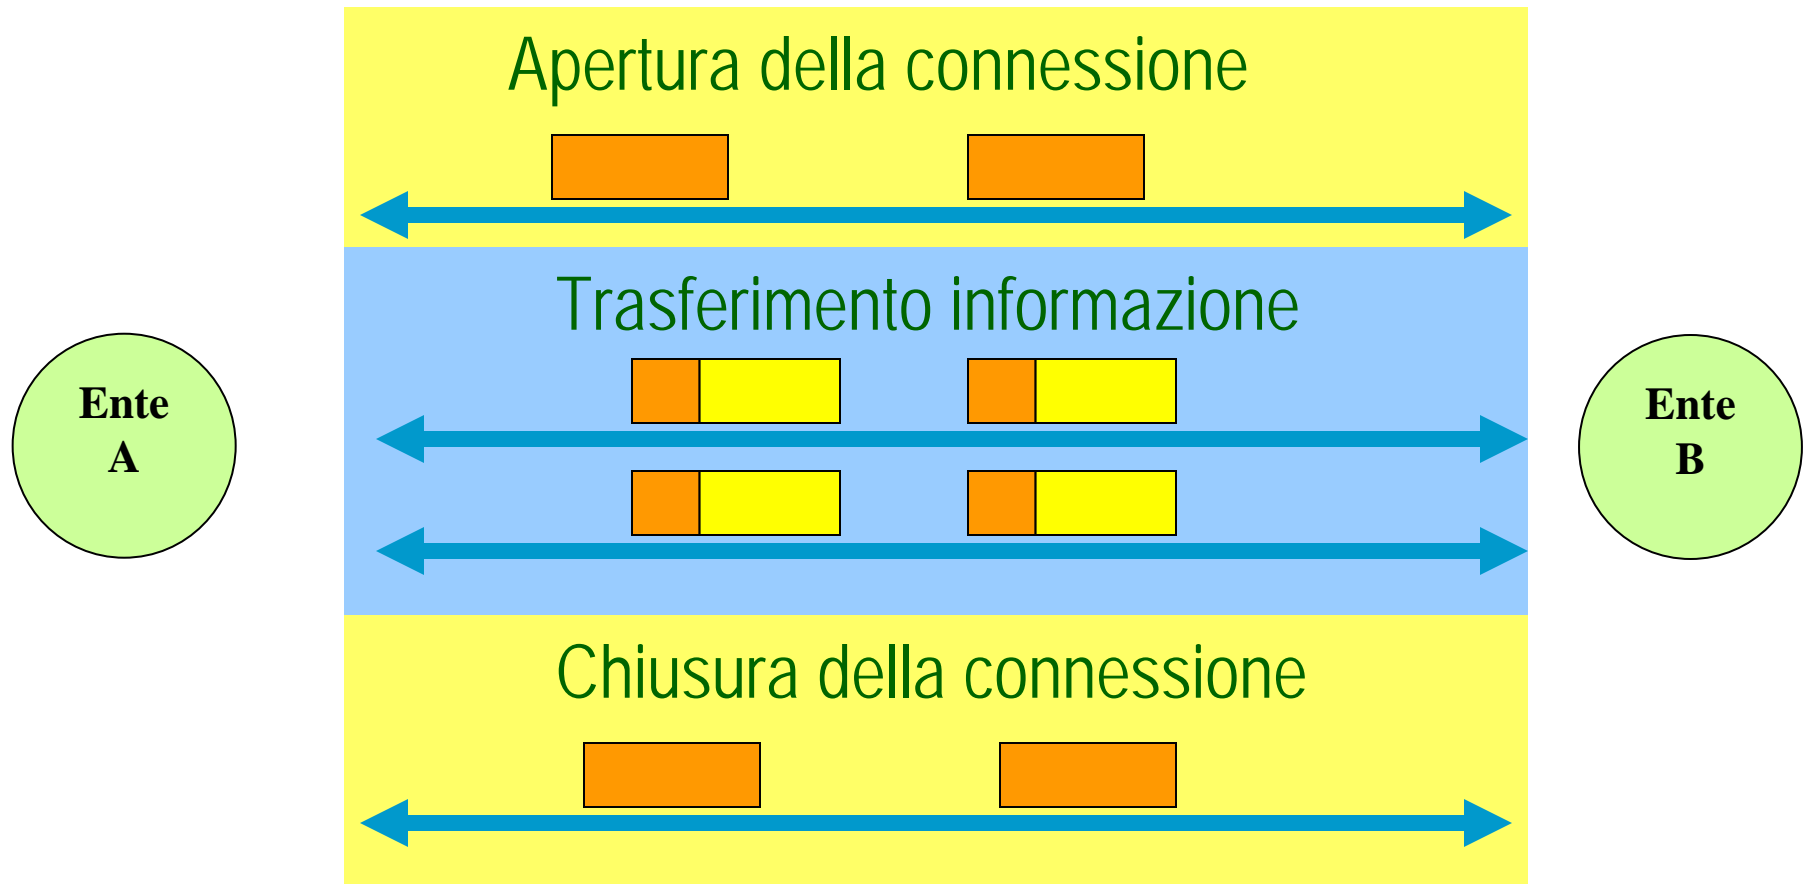 Apertura della connessione
Trasferimento informazione
Ente
A
Ente
B
Chiusura della connessione